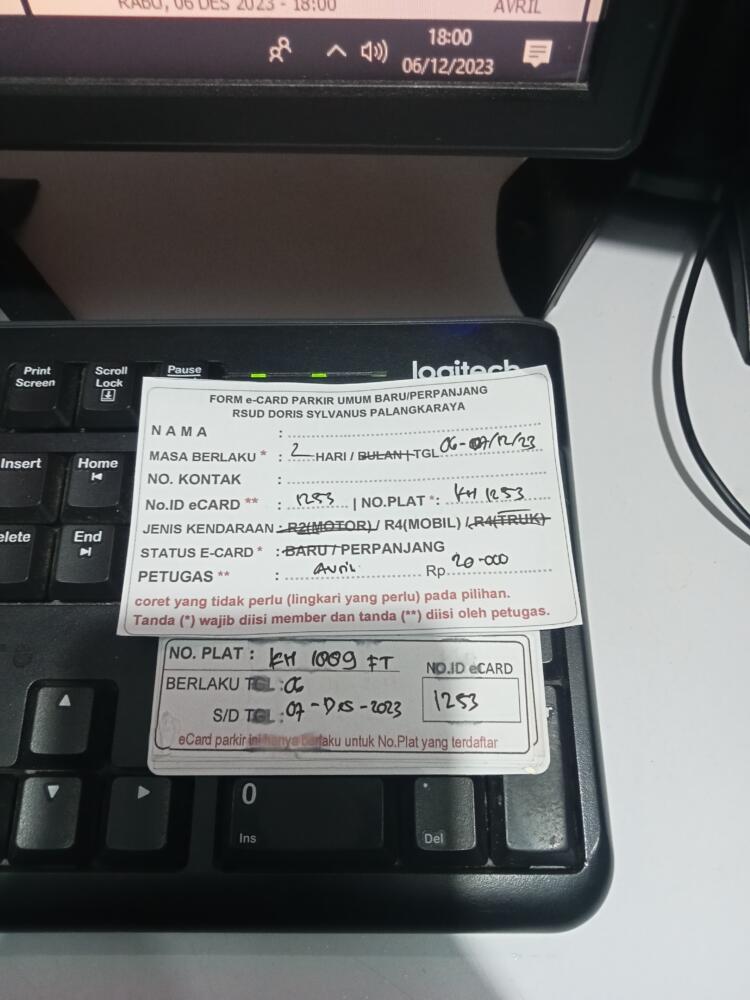 RABU, 06 DES 2023 - 18:00 AVRIL
18:00
06/12/2023
Print Screen
Scroll Lock
Pause
logitech
Insert
Home
elete
End
FORM e-CARD PARKIR UMUM BARU/PERPANJANG
RSUD DORIS SYLVANUS PALANGKARAYA
N A M A :
MASA BERLAKU * : 2 HARI / BULAN | TGL 06-07/12/23
NO. KONTAK :
No.ID eCARD ** : 1253 | NO.PLAT *: KH 1253
JENIS KENDARAAN : R2(MOTOR) / R4(MOBIL) / R4(TRUK)
STATUS E-CARD * : BARU / PERPANJANG
PETUGAS ** : Avril Rp. 20-000
coret yang tidak perlu (lingkari yang perlu) pada pilihan.
Tanda (*) wajib diisi member dan tanda (**) diisi oleh petugas.
NO. PLAT : KH 1009 FT
NO.ID eCARD
BERLAKU TGL : 06
1253
S/D TGL : 07-Des-2023
eCard parkir ini hanya berlaku untuk No.Plat yang terdaftar
0
Ins
.
Del